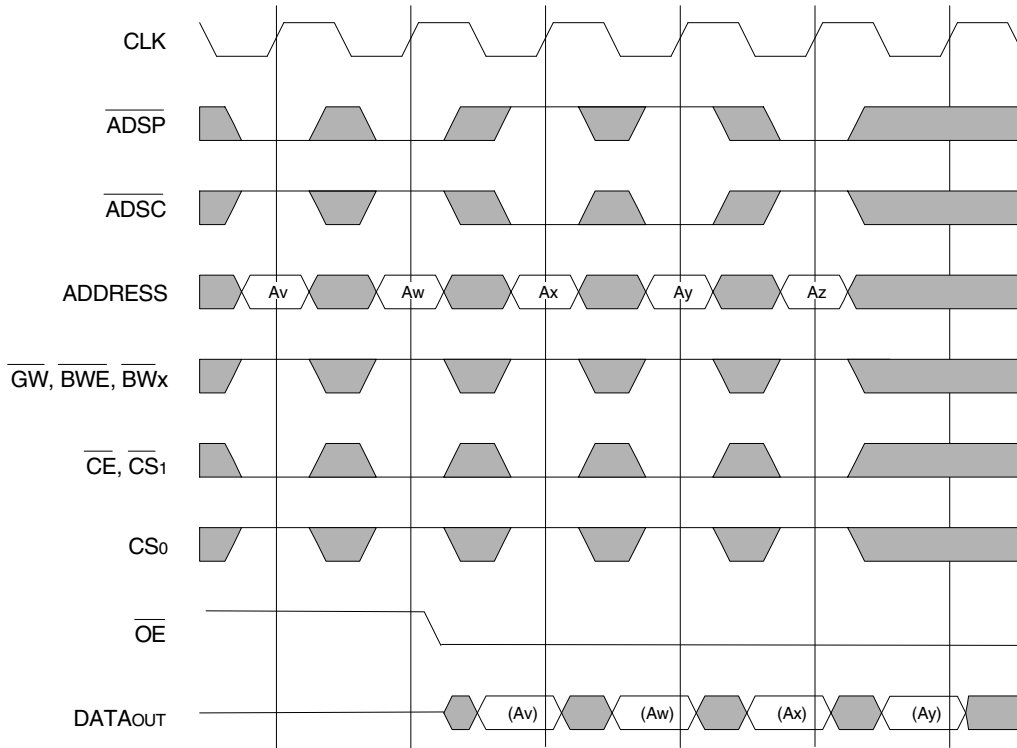 CLK
ADSP
ADSC
ADDRESS Av Aw Ax Ay Az
GW, BWE, BWx
CE, CS1
CS0
OE
DATAOUT (Av) (Aw) (Ax) (Ay)